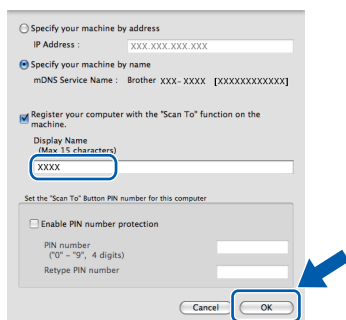 Specify your machine by address
IP Address : XXX.XXX.XXX.XXX
Specify your machine by name
mDNS Service Name : Brother XXX-XXXX [XXXXXXXXXXXX]
Register your computer with the "Scan To" function on the
machine.
Display Name
(Max 15 characters)
XXXX
Set the "Scan To" Button PIN number for this computer
Enable PIN number protection
PIN number
("0" - "9", 4 digits)
Retype PIN number
Cancel OK